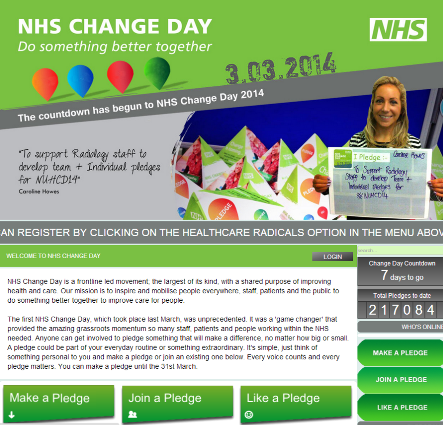 NHS CHANGE DAY
Do something better together
NHS
3.03.2014
The countdown has begun to NHS Change Day 2014
"To support Radiology staff to
develop team + Individual pledges
for NUHCD14"
Caroline Howes
I Pledge :- Caroline Howes
To Support Radiology
Staff to develop Team +
Individual Pledges for
AN REGISTER BY CLICKING ON THE HEALTHCARE RADICALS OPTION IN THE MENU ABOV
WELCOME TO NHS CHANGE DAY
LOGIN
search
NHS Change Day is a frontline led movement, the largest of its kind, with a shared purpose of improving
health and care. Our mission is to inspire and mobilise people everywhere, staff, patients and the public to
do something better together to improve care for people.
The first NHS Change Day, which took place last March, was unprecedented. It was a 'game changer' that
provided the amazing grassroots momentum so many staff, patients and people working within the NHS
needed. Anyone can get involved to pledge something that will make a difference, no matter how big or small.
A pledge could be part of your everyday routine or something extraordinary. It's simple, just think of
something personal to you and make a pledge or join an existing one below. Every voice counts and every
pledge matters. You can make a pledge until the 31st March.
Change Day Countdown
7 days to go
Total Pledges to date
217084
WHO'S ONLIN
MAKE A PLEDGE
JOIN A PLEDGE
LIKE A PLEDGE
Make a Pledge
Join a Pledge
Like a Pledge